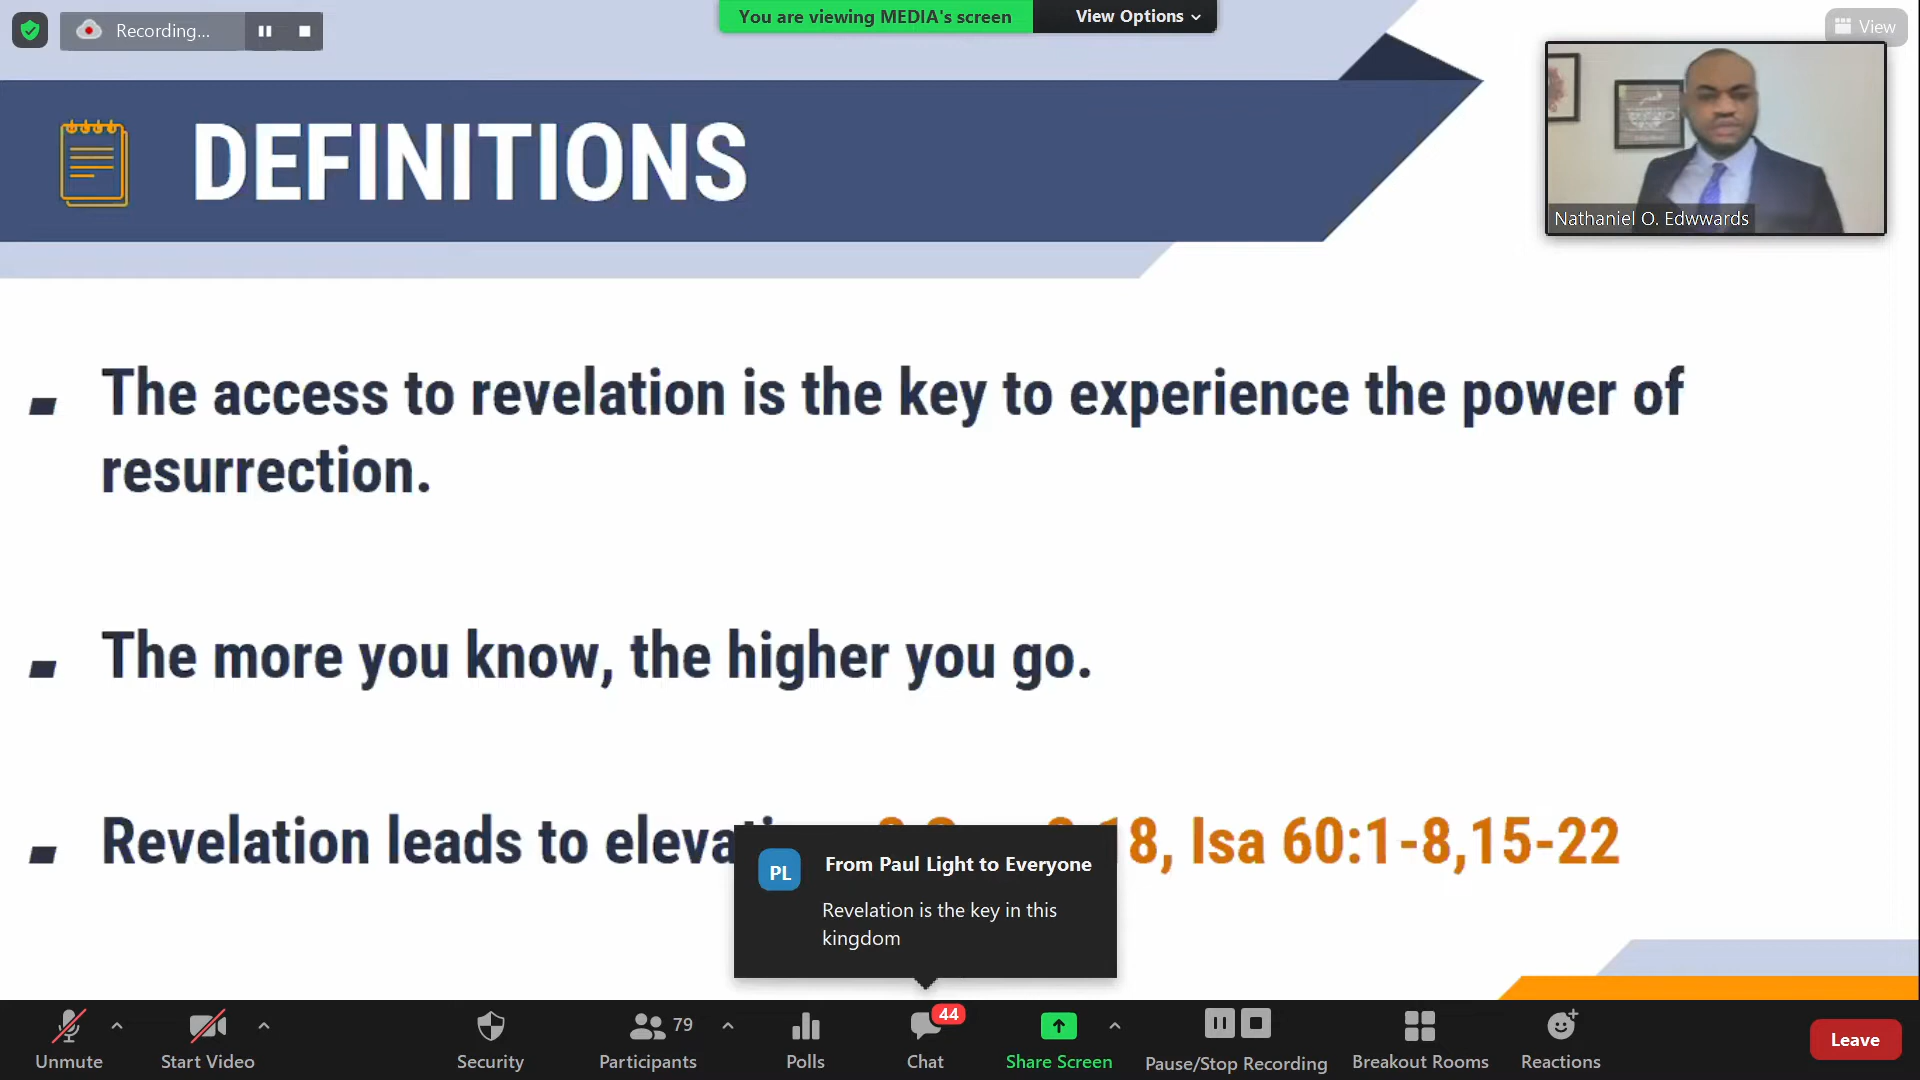 Recording...
You are viewing MEDIA's screen
View Options
View
DEFINITIONS
Nathaniel O. Edwwards
The access to revelation is the key to experience the power of
resurrection.
The more you know, the higher you go.
Revelation leads to 18, Isa 60:1-8,15-22
PL
From Paul Light to Everyone
Revelation is the key in this
kingdom
79
44
Unmute
Start Video
Security
Participants
Polls
Chat
Share Screen
Pause/Stop Recording
Breakout Rooms
Reactions
Leave